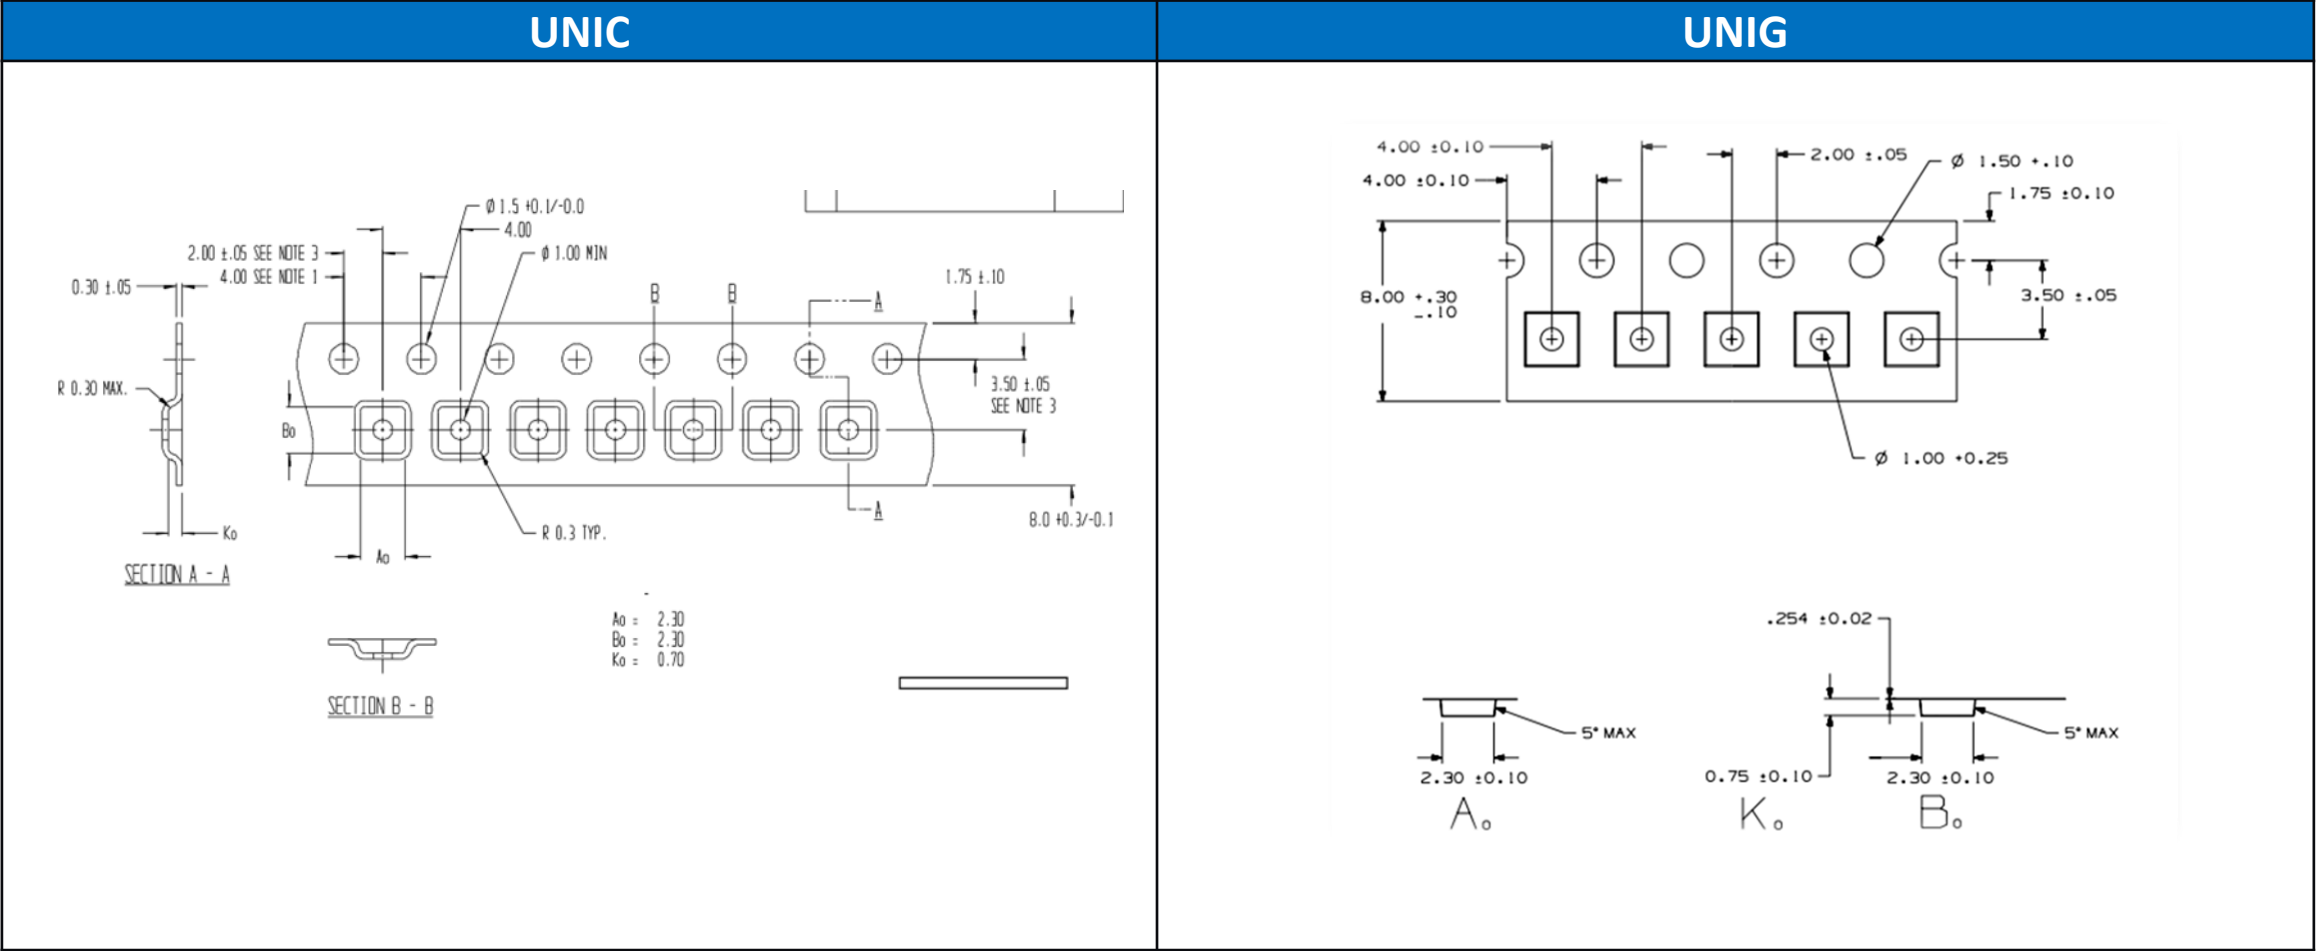 UNIC
UNIG
Ø 1.5 +0.1/-0.0
4.00
2.00 ±.05 SEE NOTE 3
Ø 1.00 MIN
4.00 SEE NOTE 1
0.30 ±.05
B
B
A
1.75 ±.10
R 0.30 MAX.
3.50 ±.05
SEE NOTE 3
Bo
A
8.0 +0.3/-0.1
Ko
R 0.3 TYP.
Ao
SECTION A - A
Ao = 2.30
Bo = 2.30
Ko = 0.70
SECTION B - B
4.00 ±0.10
2.00 ±.05
Ø 1.50 +.10
4.00 ±0.10
1.75 ±0.10
8.00 +.30
-.10
3.50 ±.05
Ø 1.00 +0.25
.254 ±0.02
5° MAX
5° MAX
2.30 ±0.10
0.75 ±0.10
2.30 ±0.10
Ao
Ko
Bo